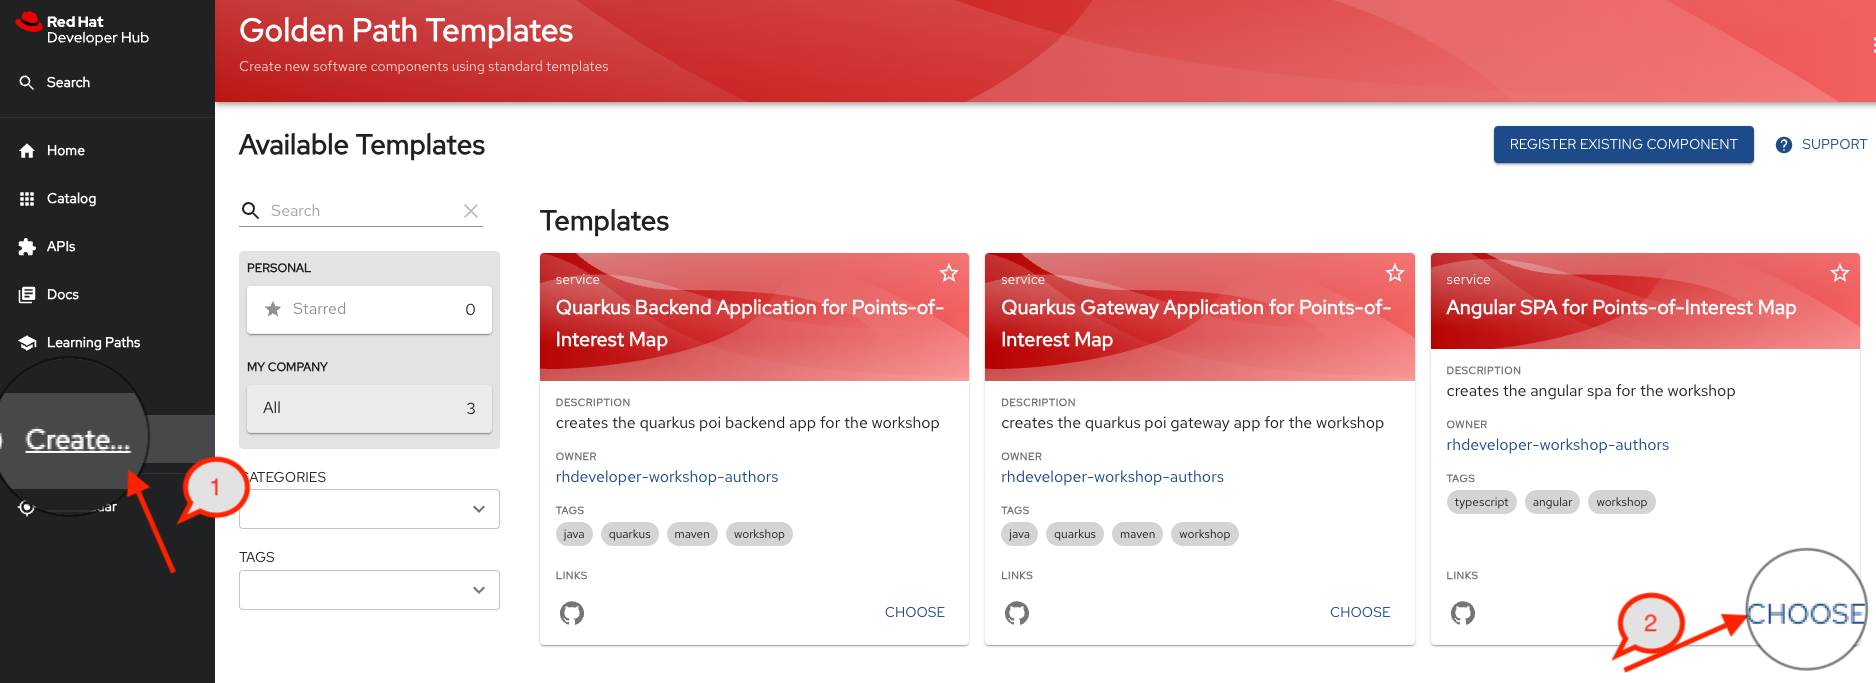 Red Hat
Developer Hub
Search
Home
Catalog
APIs
Docs
Learning Paths
Create...
1
Golden Path Templates
Create new software components using standard templates
Available Templates
REGISTER EXISTING COMPONENT
SUPPORT
Search
PERSONAL
Starred 0
MY COMPANY
All 3
CATEGORIES
TAGS
Templates
service
Quarkus Backend Application for Points-of-
Interest Map
DESCRIPTION
creates the quarkus poi backend app for the workshop
OWNER
rhdeveloper-workshop-authors
TAGS
java quarkus maven workshop
LINKS
CHOOSE
service
Quarkus Gateway Application for Points-of-
Interest Map
DESCRIPTION
creates the quarkus poi gateway app for the workshop
OWNER
rhdeveloper-workshop-authors
TAGS
java quarkus maven workshop
LINKS
CHOOSE
service
Angular SPA for Points-of-Interest Map
DESCRIPTION
creates the angular spa for the workshop
OWNER
rhdeveloper-workshop-authors
TAGS
typescript angular workshop
LINKS
2
CHOOSE